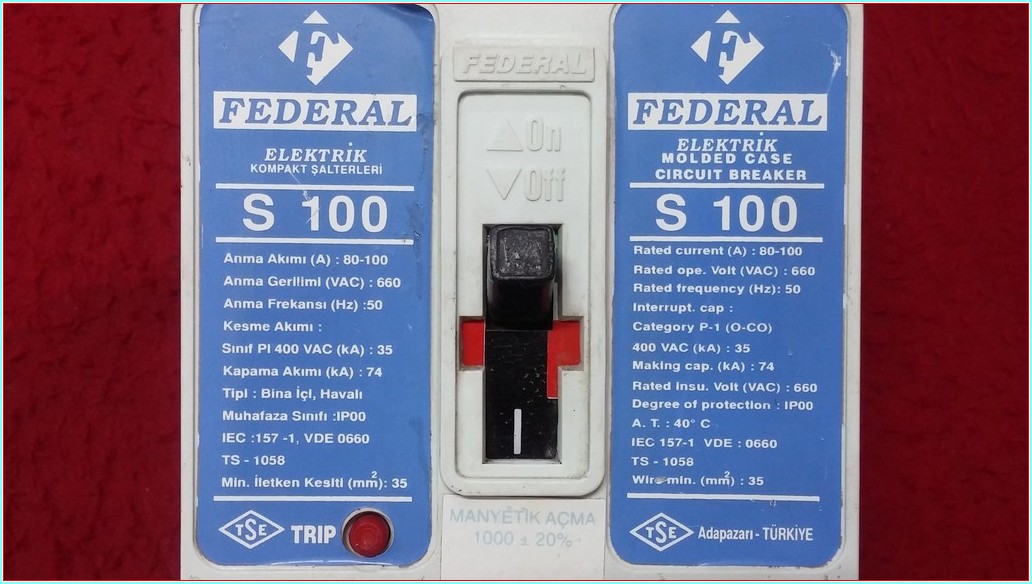 F
FEDERAL
ELEKTRİK
KOMPAKT ŞALTERLERİ
S 100
Anma Akımı (A) : 80-100
Anma Gerilimi (VAC) : 660
Anma Frekansı (Hz) :50
Kesme Akımı :
Sınıf PI 400 VAC (kA) : 35
Kapama Akımı (kA) : 74
Tipi : Bina İçi, Havalı
Muhafaza Sınıfı :IP00
IEC :157 -1, VDE 0660
TS - 1058
Min. İletken Kesiti (mm²): 35
TSE TRIP
FEDERAL
On
Off
MANYETİK AÇMA
1000 ± 20%
F
FEDERAL
ELEKTRİK
MOLDED CASE
CIRCUIT BREAKER
S 100
Rated current (A) : 80-100
Rated ope. Volt (VAC) : 660
Rated frequency (Hz): 50
Interrupt. cap :
Category P-1 (O-CO)
400 VAC (kA) : 35
Making cap. (kA) : 74
Rated Insu. Volt (VAC) : 660
Degree of protection : IP00
A. T. : 40° C
IEC 157-1 VDE : 0660
TS - 1058
Wire min. (mm²) : 35
TSE Adapazarı - TÜRKİYE